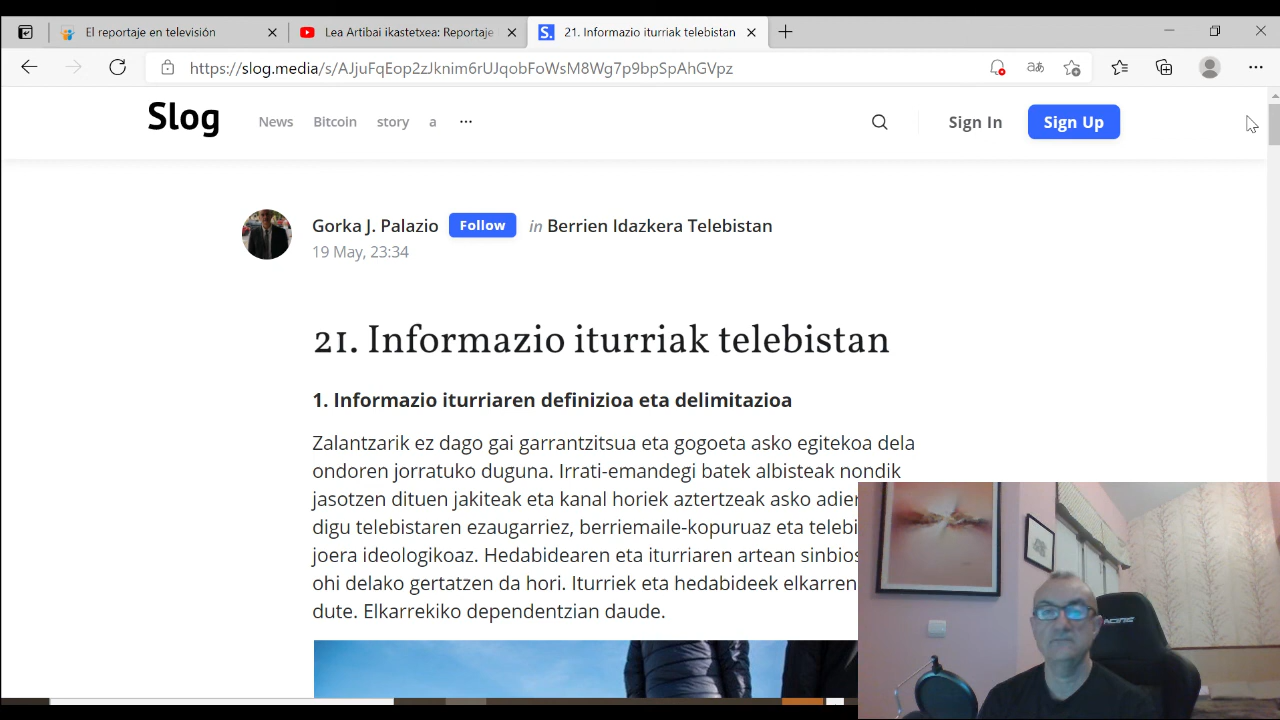 El reportaje en televisión
Lea Artibai ikastetxea: Reportaje
S. 21. Informazio iturriak telebistan
https://slog.media/s/AJjuFqEop2zJknim6rUJqobFoWsM8Wg7p9bpSpAhGVpz
Slog News Bitcoin story a ... Sign In Sign Up
Gorka J. Palazio Follow in Berrien Idazkera Telebistan
19 May, 23:34
21. Informazio iturriak telebistan
1. Informazio iturriaren definizioa eta delimitazioa
Zalantzarik ez dago gai garrantzitsua eta gogoeta asko egitekoa dela
ondoren jorratuko duguna. Irrati-emandegi batek albisteak nondik
jasotzen dituen jakiteak eta kanal horiek aztertzeak asko
digu telebistaren ezaugarriez, berriemaile-kopuruaz eta
joera ideologikoaz. Hedabidearen eta iturriaren artean
ohi delako gertatzen da hori. Iturriek eta hedabideek elkarren
dute. Elkarrekiko dependentzian daude.